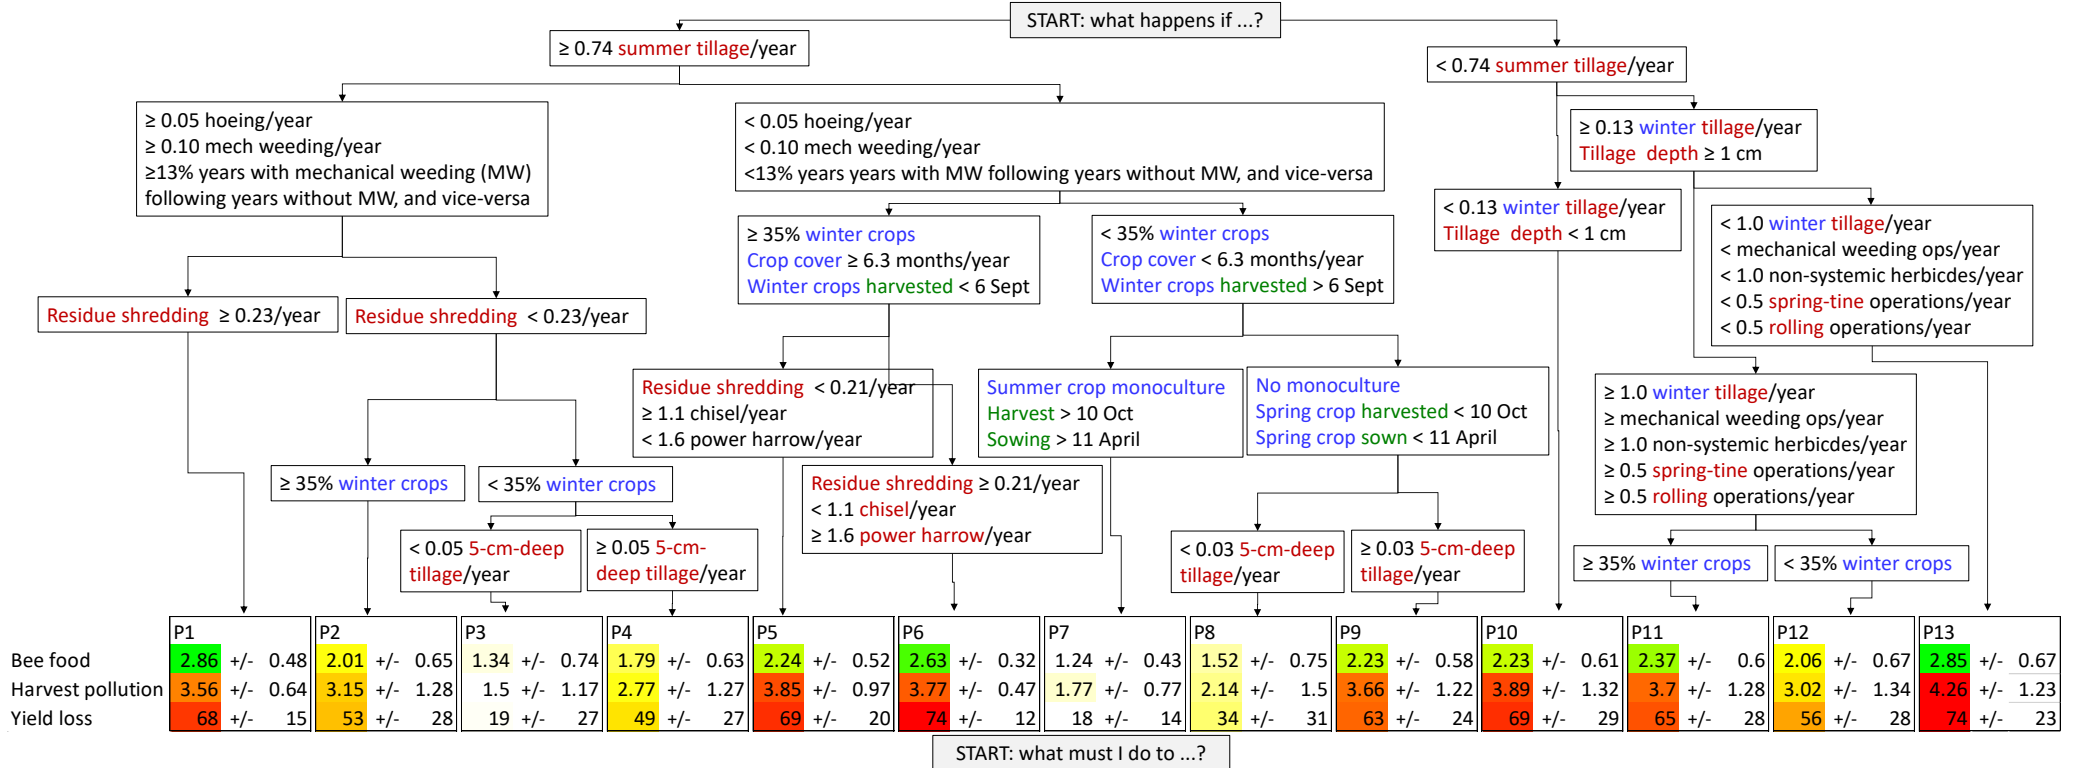 START: what happens if ...?
≥ 0.74 summer tillage/year
< 0.74 summer tillage/year
≥ 0.05 hoeing/year
≥ 0.10 mech weeding/year
≥13% years with mechanical weeding (MW)
following years without MW, and vice-versa
< 0.05 hoeing/year
< 0.10 mech weeding/year
<13% years years with MW following years without MW, and vice-versa
≥ 0.13 winter tillage/year
Tillage depth ≥ 1 cm
< 0.13 winter tillage/year
Tillage depth < 1 cm
< 1.0 winter tillage/year
< mechanical weeding ops/year
< 1.0 non-systemic herbicdes/year
< 0.5 spring-tine operations/year
< 0.5 rolling operations/year
≥ 35% winter crops
Crop cover ≥ 6.3 months/year
Winter crops harvested < 6 Sept
< 35% winter crops
Crop cover < 6.3 months/year
Winter crops harvested > 6 Sept
Residue shredding ≥ 0.23/year
Residue shredding < 0.23/year
Residue shredding < 0.21/year
≥ 1.1 chisel/year
< 1.6 power harrow/year
Summer crop monoculture
Harvest > 10 Oct
Sowing > 11 April
No monoculture
Spring crop harvested < 10 Oct
Spring crop sown < 11 April
≥ 1.0 winter tillage/year
≥ mechanical weeding ops/year
≥ 1.0 non-systemic herbicdes/year
≥ 0.5 spring-tine operations/year
≥ 0.5 rolling operations/year
≥ 35% winter crops
< 35% winter crops
Residue shredding ≥ 0.21/year
< 1.1 chisel/year
≥ 1.6 power harrow/year
< 0.05 5-cm-deep
tillage/year
≥ 0.05 5-cm-
deep tillage/year
< 0.03 5-cm-deep
tillage/year
≥ 0.03 5-cm-deep
tillage/year
≥ 35% winter crops
< 35% winter crops
P1 P2 P3 P4 P5 P6 P7 P8 P9 P10 P11 P12 P13
Bee food 2.86 +/- 0.48 2.01 +/- 0.65 1.34 +/- 0.74 1.79 +/- 0.63 2.24 +/- 0.52 2.63 +/- 0.32 1.24 +/- 0.43 1.52 +/- 0.75 2.23 +/- 0.58 2.23 +/- 0.61 2.37 +/- 0.6 2.06 +/- 0.67 2.85 +/- 0.67
Harvest pollution 3.56 +/- 0.64 3.15 +/- 1.28 1.5 +/- 1.17 2.77 +/- 1.27 3.85 +/- 0.97 3.77 +/- 0.47 1.77 +/- 0.77 2.14 +/- 1.5 3.66 +/- 1.22 3.89 +/- 1.32 3.7 +/- 1.28 3.02 +/- 1.34 4.26 +/- 1.23
Yield loss 68 +/- 15 53 +/- 28 19 +/- 27 49 +/- 27 69 +/- 20 74 +/- 12 18 +/- 14 34 +/- 31 63 +/- 24 69 +/- 29 65 +/- 28 56 +/- 28 74 +/- 23
START: what must I do to ...?